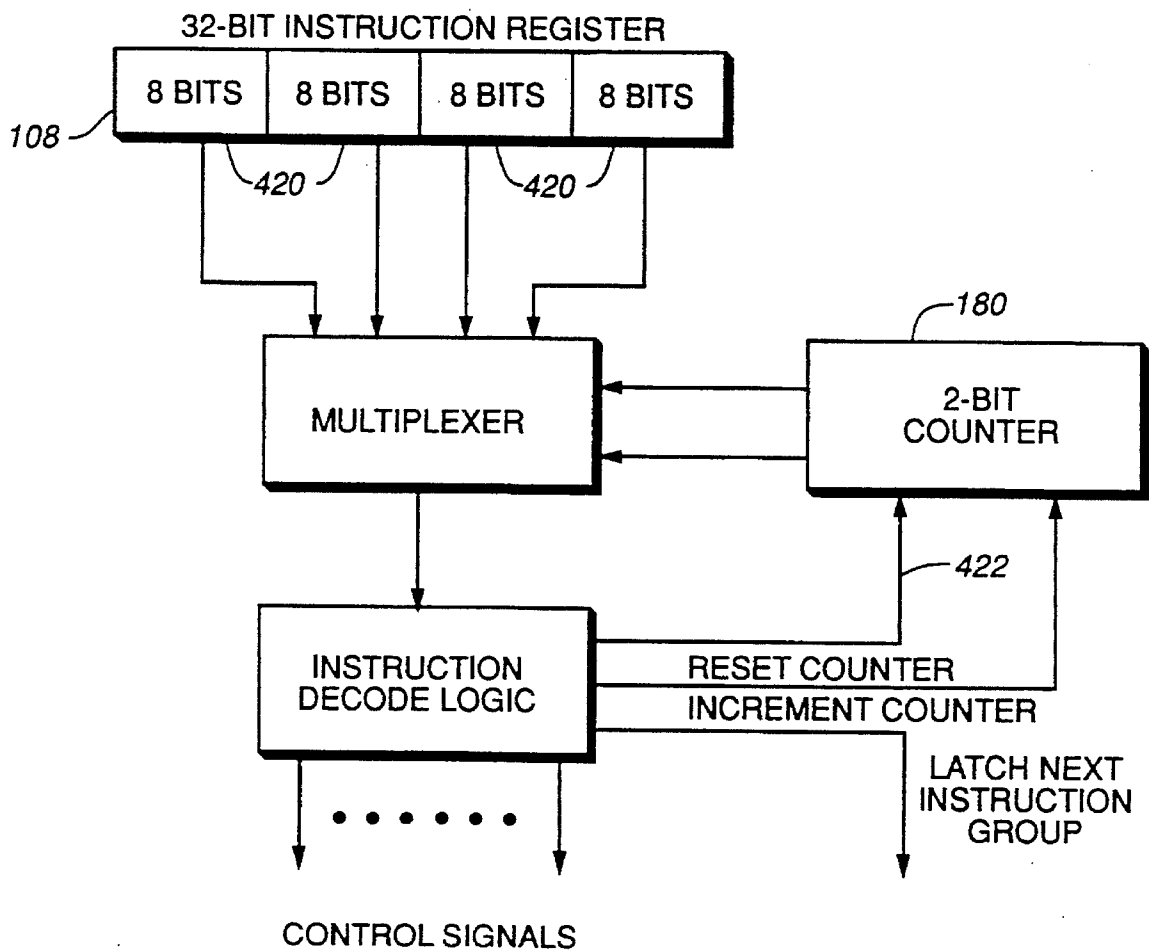 32-BIT INSTRUCTION REGISTER
8 BITS 8 BITS 8 BITS 8 BITS
108
420 420
180
MULTIPLEXER
2-BIT
COUNTER
422
INSTRUCTION
DECODE LOGIC
RESET COUNTER
INCREMENT COUNTER
LATCH NEXT
INSTRUCTION
GROUP
CONTROL SIGNALS